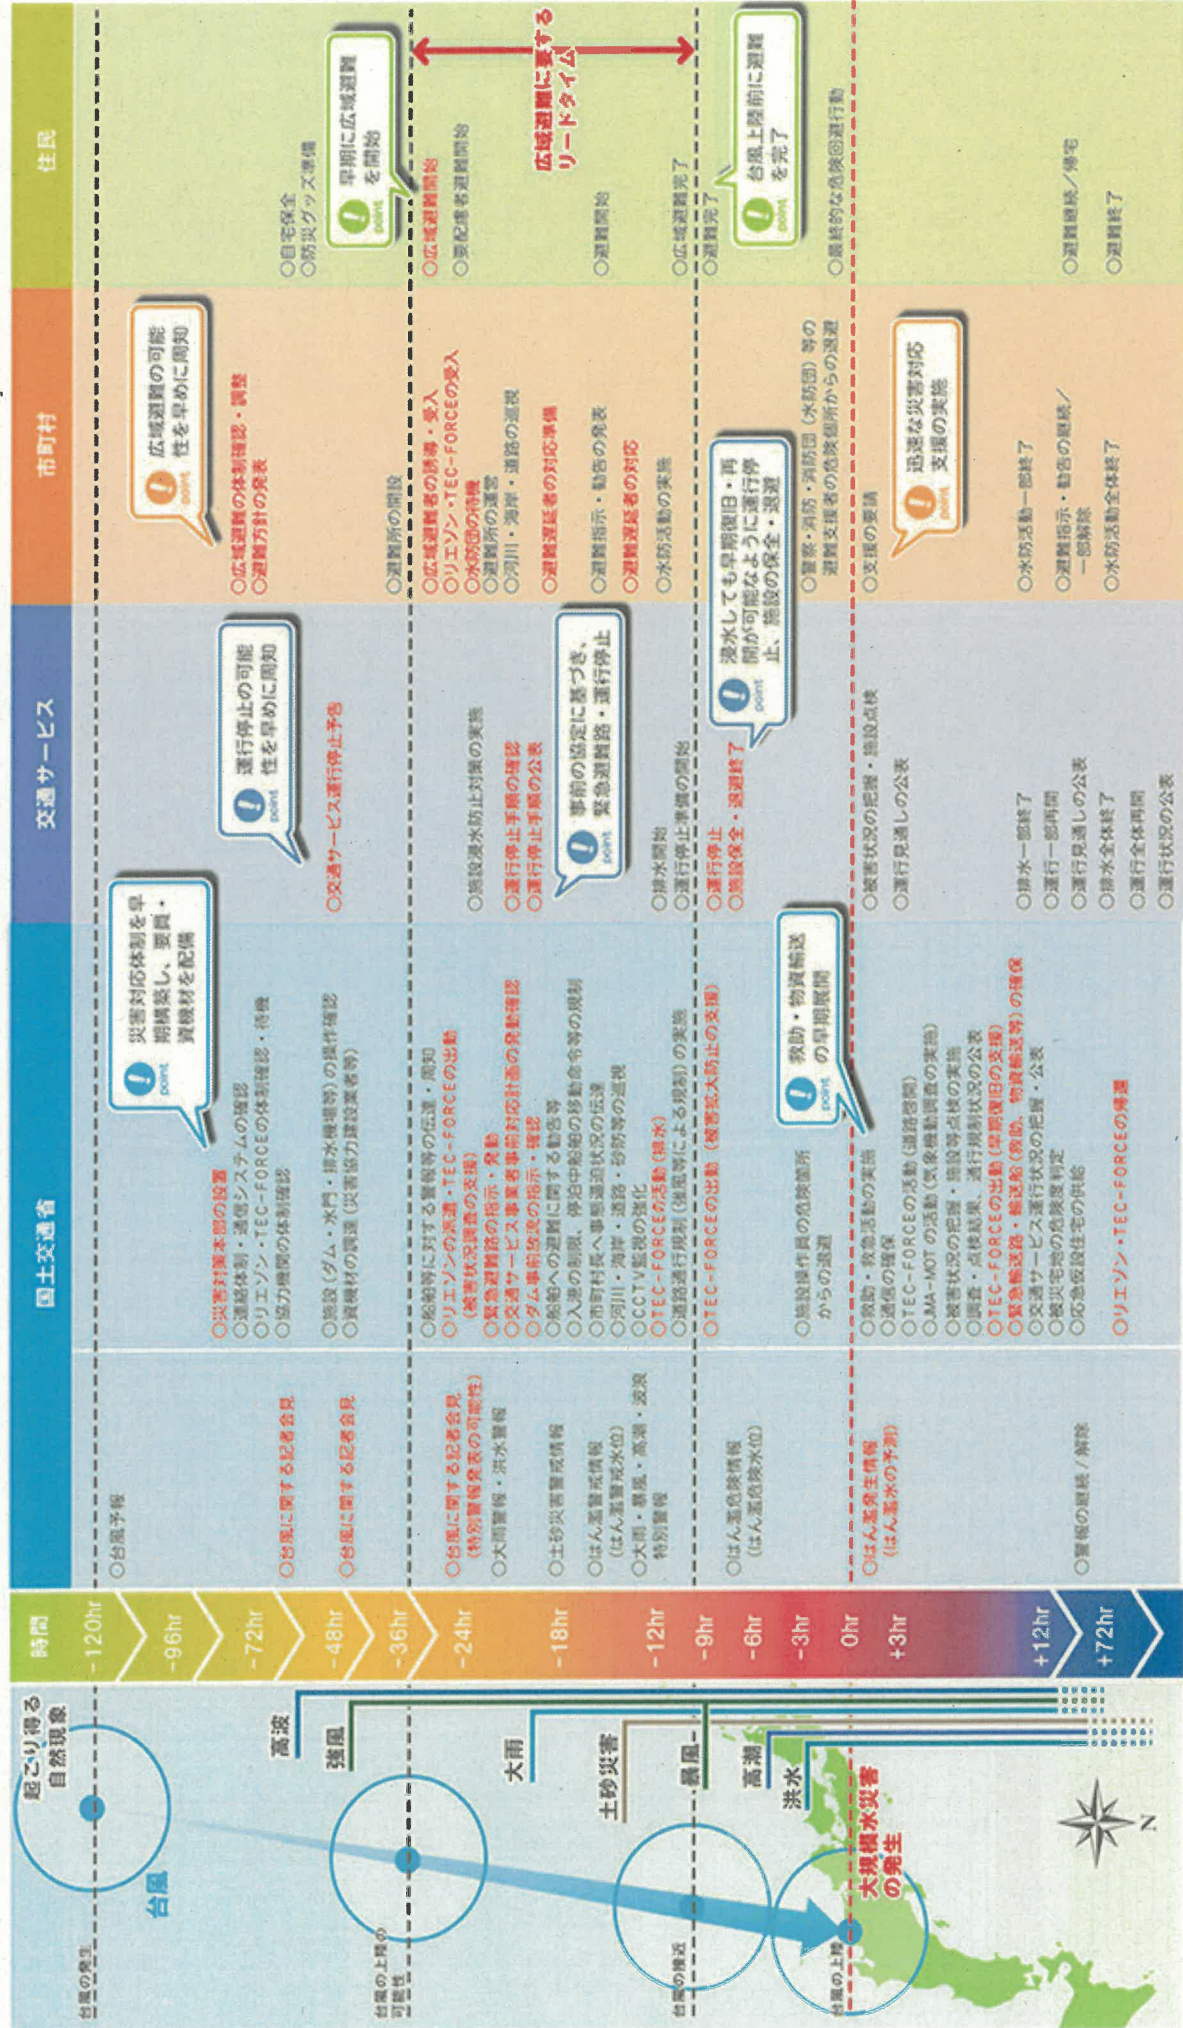 起こり得る
自然現象
時間
国土交通省
交通サービス
市町村
住民
台風の発生
台風
台風の上陸の
可能性
台風の接近
台風の上陸
高波
強風
大雨
土砂災害
暴風
高潮
洪水
大規模水災害
の発生
N
-120hr
-96hr
-72hr
-48hr
-36hr
-24hr
-18hr
-12hr
-9hr
-6hr
-3hr
0hr
+3hr
+12hr
+72hr
○台風予報
○台風に関する記者会見
○台風に関する記者会見
○台風に関する記者会見
(特別警報発表の可能性)
○大雨警報・洪水警報
○土砂災害警戒情報
○はん濫警戒情報
(はん濫警戒水位)
○大雨・暴風・高潮・波浪
特別警報
○はん濫危険情報
(はん濫危険水位)
○はん濫発生情報
(はん濫水の予測)
○警報の継続/解除
point
災害対応体制を早
期構築し、要員・
資機材を配備
○災害対策本部の設置
○連絡体制・通信システムの確認
○リエゾン・TEC-FORCEの体制確認・待機
○協力機関の体制確認
○施設(ダム・水門・排水機場等)の操作確認
○資機材の調達(災害協力建設業者等)
○船舶等に対する警報等の伝達・周知
○リエゾンの派遣・TEC-FORCEの出動
(被害状況調査の支援)
○緊急避難路の指示・発動
○交通サービス事業者事前対応計画の発動確認
○ダム事前放流の指示・確認
○船舶への避難に関する勧告等
○入港の制限、停泊中船舶の移動命令等の規制
○市町村長へ事態逼迫状況の伝達
○河川・海岸・道路・砂防等の巡視
○CCTV監視の強化
○TEC-FORCEの活動(排水)
○道路通行規制(強風等による規制)の実施
○TEC-FORCEの出動(被害拡大防止の支援)
○施設操作員の危険箇所
からの退避
point
救助・物資輸送
の早期展開
○救助・救急活動の実施
○通信の確保
○TEC-FORCEの活動(道路啓開)
○JMA-MOTの活動(気象機動調査の実施)
○被害状況の把握・施設等点検の実施
○調査・点検結果、通行規制状況の公表
○TEC-FORCEの出動(早期復旧の支援)
○緊急輸送路・輸送船(救助、物資輸送等)の確保
○交通サービス運行状況の把握・公表
○被災宅地の危険度判定
○応急仮設住宅の供給
○リエゾン・TEC-FORCEの帰還
point
運行停止の可能
性を早めに周知
○交通サービス運行停止予告
○施設浸水防止対策の実施
○運行停止手順の確認
○運行停止手順の公表
point
事前の協定に基づき、
緊急避難路・運行停止
○排水開始
○運行停止準備の開始
○運行停止
○施設保全・退避終了
point
浸水しても早期復旧・再
開が可能なように運行停
止、施設の保全・退避
○被害状況の把握・施設点検
○運行見通しの公表
○排水一部終了
○運行一部再開
○運行見通しの公表
○排水全体終了
○運行全体再開
○運行状況の公表
point
広域避難の可能
性を早めに周知
○広域避難の体制確認・調整
○避難方針の発表
○避難所の開設
○広域避難者の誘導・受入
○リエゾン・TEC-FORCEの受入
○水防団の待機
○避難所の運営
○河川・海岸・道路の巡視
○避難遅延者の対応準備
○避難指示・勧告の発表
○避難遅延者の対応
○水防活動の実施
○警察・消防・消防団(水防団)等の
避難支援者の危険個所からの退避
○支援の要請
point
迅速な災害対応
支援の実施
○水防活動一部終了
○避難指示・勧告の継続/
一部解除
○水防活動全体終了
○自宅保全
○防災グッズ準備
point
早期に広域避難
を開始
○広域避難開始
○要配慮者避難開始
広域避難に要する
リードタイム
○避難開始
○広域避難完了
○避難完了
point
台風上陸前に避難
を完了
○最終的な危険回避行動
○避難継続/帰宅
○避難終了